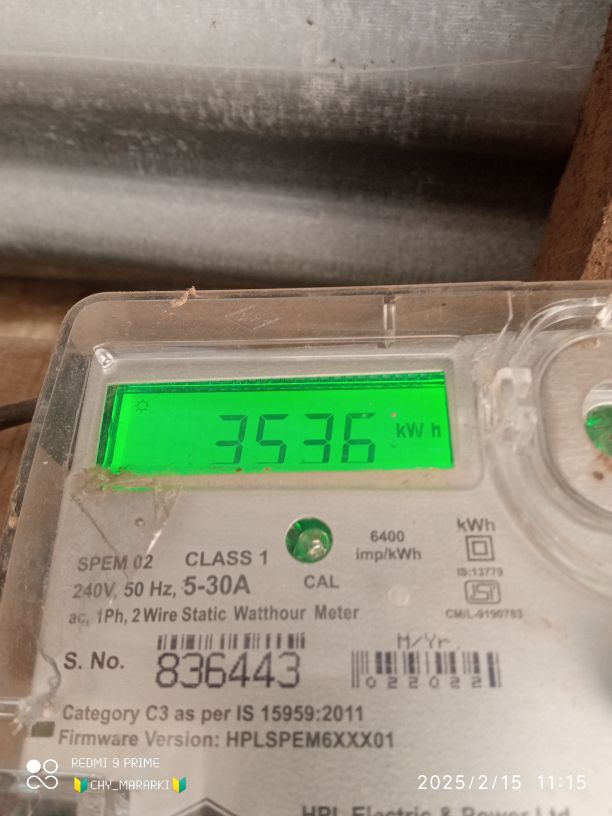 3536 kWh
SPEM 02 CLASS 1
6400
imp/kWh
kWh
240V, 50 Hz, 5-30A
CAL
IS:13779
ISI
CM/L-9190783
ac, 1Ph, 2 Wire Static Watthour Meter
M/Yr.
S. No. 836443
022022
Category C3 as per IS 15959:2011
Firmware Version: HPLSPEM6XXX01
REDMI 9 PRIME
🔰CHY_MARARKI🔰
2025/2/15 11:15
HPL Electric & Power Ltd